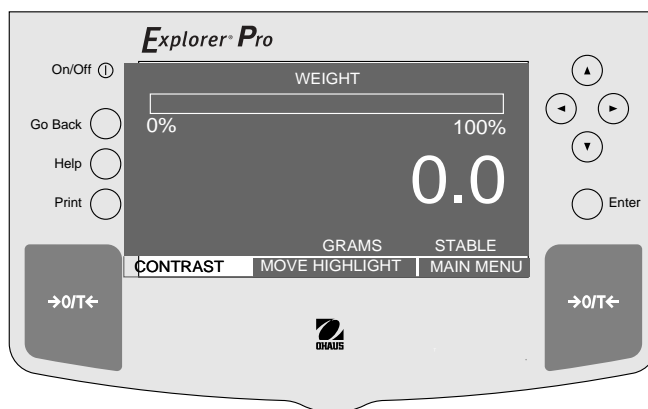 Explorer® Pro
On/Off
WEIGHT
Go Back
0% 100%
Help
0.0
Print
Enter
GRAMS STABLE
CONTRAST MOVE HIGHLIGHT MAIN MENU
→0/T← →0/T←
OHAUS